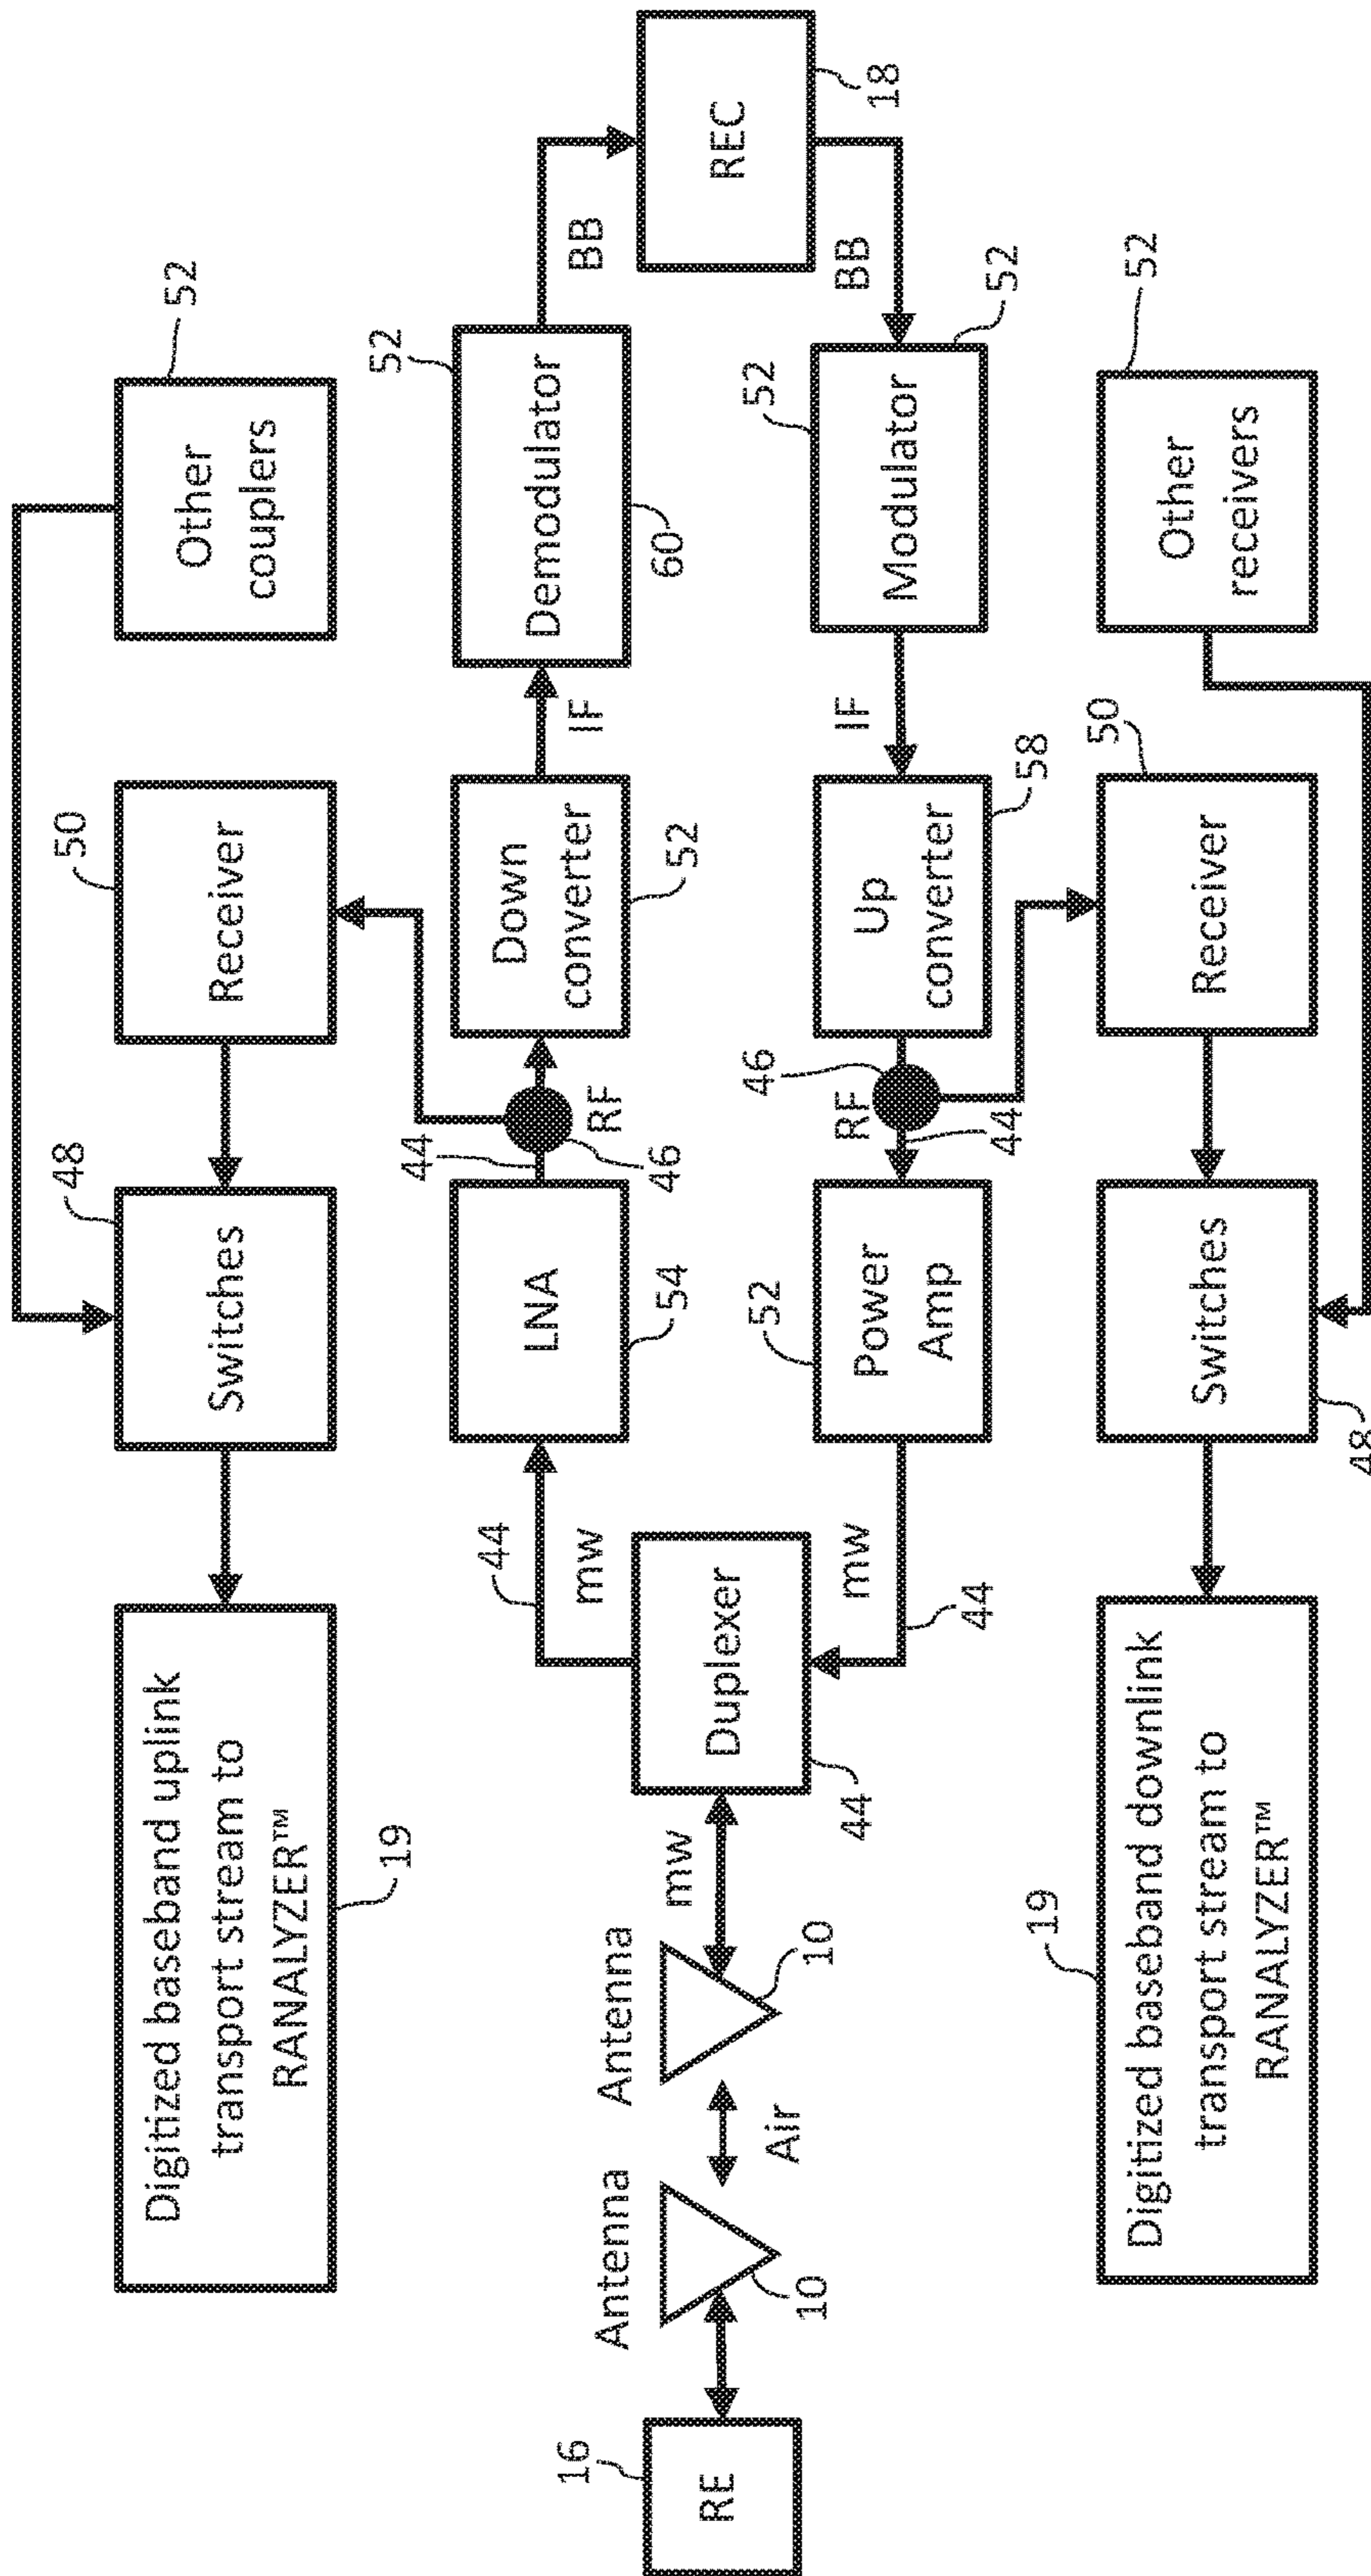 Digitized baseband uplink
transport stream to
RANALYZER™
19
Switches
48
Receiver
50
Other
couplers
52
RE
16
Antenna
10
Air
Antenna
10
mw
Duplexer
44
mw
44
LNA
54
44
RF
46
Down
converter
52
IF
Demodulator
52
60
BB
REC
18
BB
Modulator
52
52
IF
Up
converter
58
46
RF
44
Power
Amp
52
mw
44
Digitized baseband downlink
transport stream to
RANALYZER™
19
Switches
48
Receiver
50
Other
receivers
52